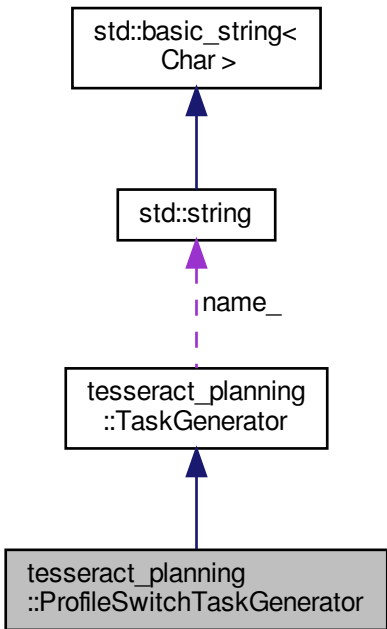 std::basic_string<
Char >
std::string
name_
tesseract_planning
::TaskGenerator
tesseract_planning
::ProfileSwitchTaskGenerator